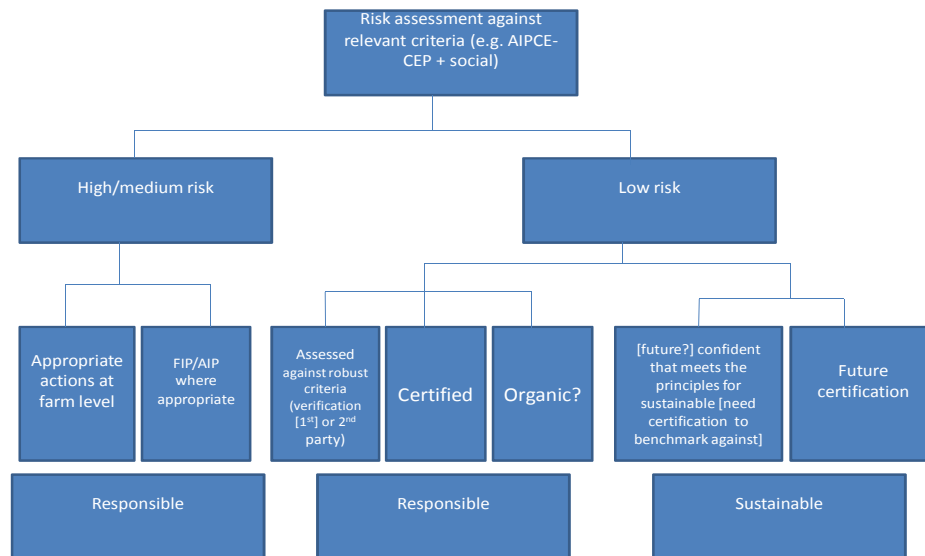 Risk assessment against
relevant criteria (e.g. AIPCE-
CEP + social)
High/medium risk
Low risk
Appropriate
actions at
farm level
FIP/AIP
where
appropriate
Assessed
against robust
criteria
(verification
[1st] or 2nd
party)
Certified
Organic?
[future?] confident
that meets the
principles for
sustainable [need
certification to
benchmark against]
Future
certification
Responsible
Responsible
Sustainable